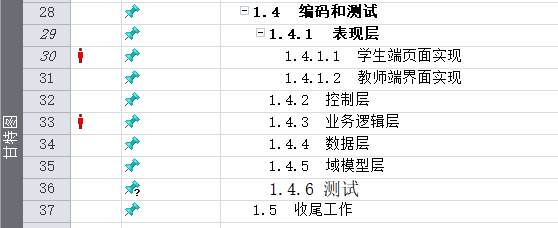 甘特图
28 1.4 编码和测试
29 1.4.1 表现层
30 1.4.1.1 学生端页面实现
31 1.4.1.2 教师端界面实现
32 1.4.2 控制层
33 1.4.3 业务逻辑层
34 1.4.4 数据层
35 1.4.5 域模型层
36 ? 1.4.6 测试
37 1.5 收尾工作